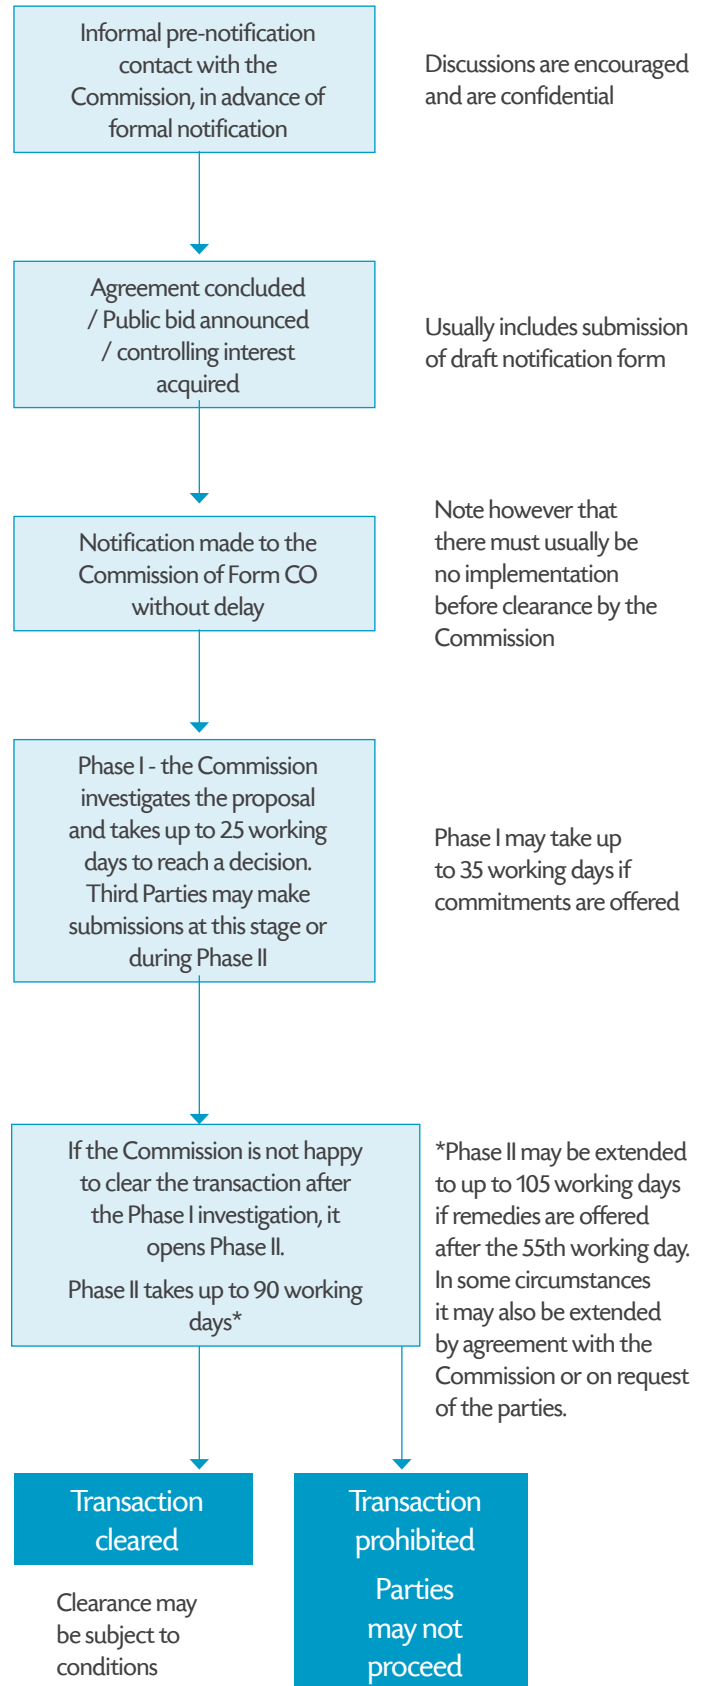 Informal pre-notification
contact with the
Commission, in advance of
formal notification
Discussions are encouraged
and are confidential
Agreement concluded
/ Public bid announced
/ controlling interest
acquired
Usually includes submission
of draft notification form
Notification made to the
Commission of Form CO
without delay
Note however that
there must usually be
no implementation
before clearance by the
Commission
Phase I - the Commission
investigates the proposal
and takes up to 25 working
days to reach a decision.
Third Parties may make
submissions at this stage or
during Phase II
Phase I may take up
to 35 working days if
commitments are offered
If the Commission is not happy
to clear the transaction after
the Phase I investigation, it
opens Phase II.
Phase II takes up to 90 working
days*
*Phase II may be extended
to up to 105 working days
if remedies are offered
after the 55th working day.
In some circumstances
it may also be extended
by agreement with the
Commission or on request
of the parties.
Transaction
cleared
Clearance may
be subject to
conditions
Transaction
prohibited
Parties
may not
proceed